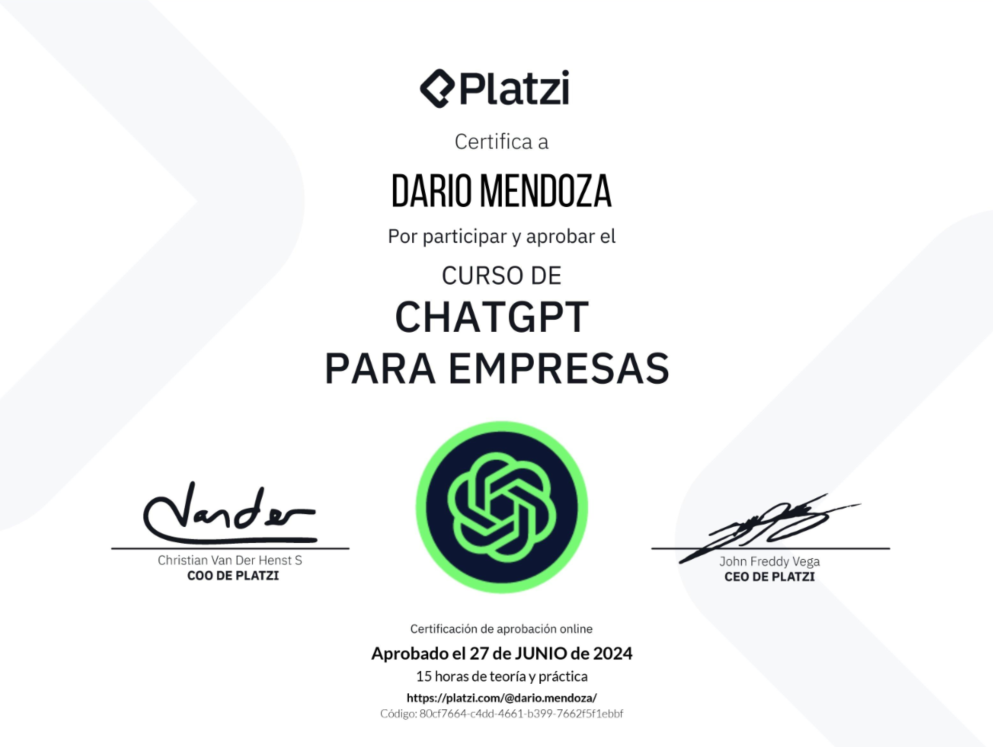 Platzi
Certifica a
DARIO MENDOZA
Por participar y aprobar el
CURSO DE
CHATGPT
PARA EMPRESAS
Vander
Christian Van Der Henst S
COO DE PLATZI
John Freddy Vega
CEO DE PLATZI
Certificación de aprobación online
Aprobado el 27 de JUNIO de 2024
15 horas de teoría y práctica
https://platzi.com/@dario.mendoza/
Código: 80cf7664-c4dd-4661-b399-7662f5f1ebbf